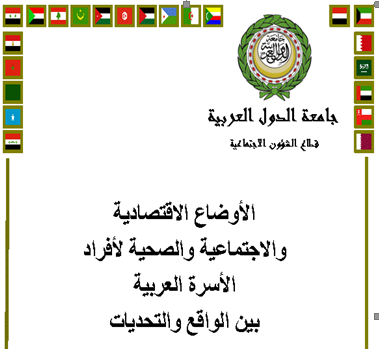 جامعة الدول العربية
قطاع الشؤون الاجتماعية
الأوضاع الاقتصادية
والاجتماعية والصحية لأفراد
الأسرة العربية
بين الواقع والتحديات